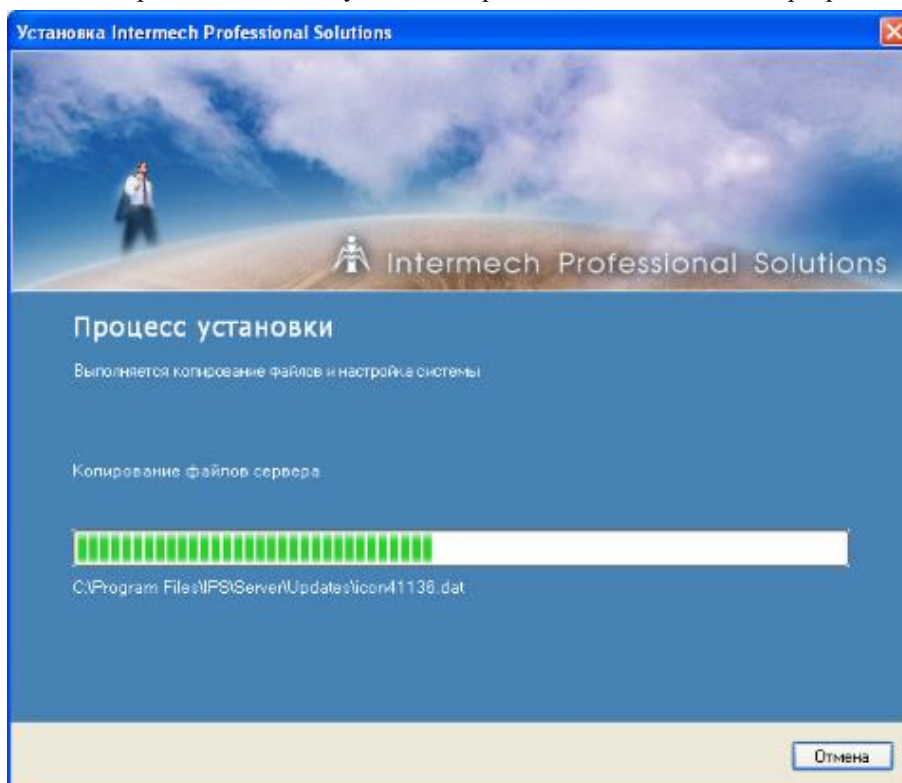 Установка Intermech Professional Solutions
Intermech Professional Solutions
Процесс установки
Выполняется копирование файлов и настройка системы
Копирование файлов сервера
C:\Program Files\IPS\Server\Updates\icon41136.dat
Отмена